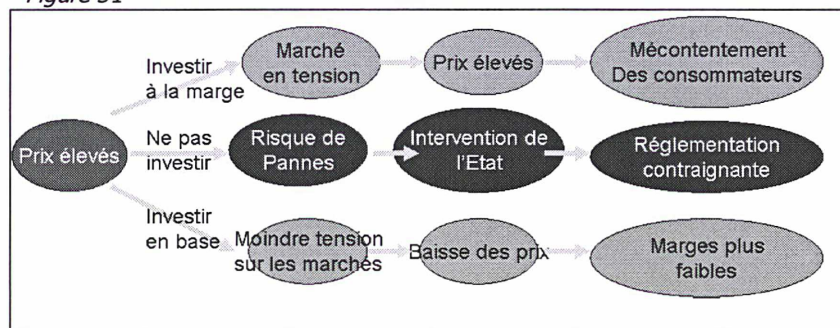 Figure 31
Investir
à la marge
Marché
en tension
Prix élevés
Mécontentement
Des consommateurs
Prix élevés
Ne pas
investir
Risque de
Pannes
Intervention de
l'Etat
Réglementation
contraignante
Investir
en base
Moindre tension
sur les marchés
Baisse des prix
Marges plus
faibles